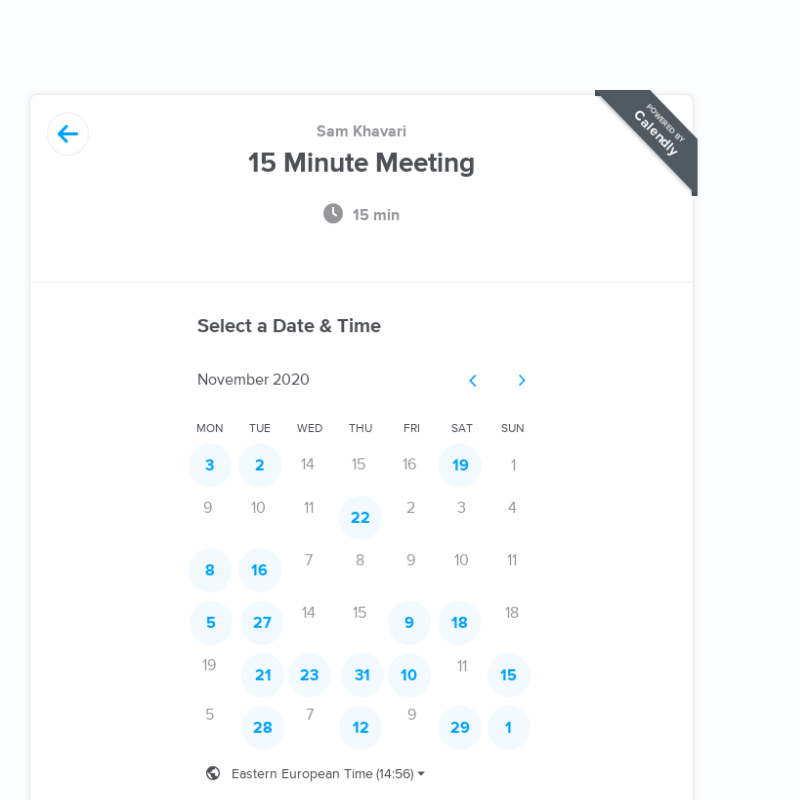 POWERED BY
Calendly
Sam Khavari
15 Minute Meeting
15 min
Select a Date & Time
November 2020
MON TUE WED THU FRI SAT SUN
3 2 14 15 16 19 1
9 10 11 22 2 3 4
8 16 7 8 9 10 11
5 27 14 15 9 18 18
19 21 23 31 10 11 15
5 28 7 12 9 29 1
Eastern European Time (14:56)